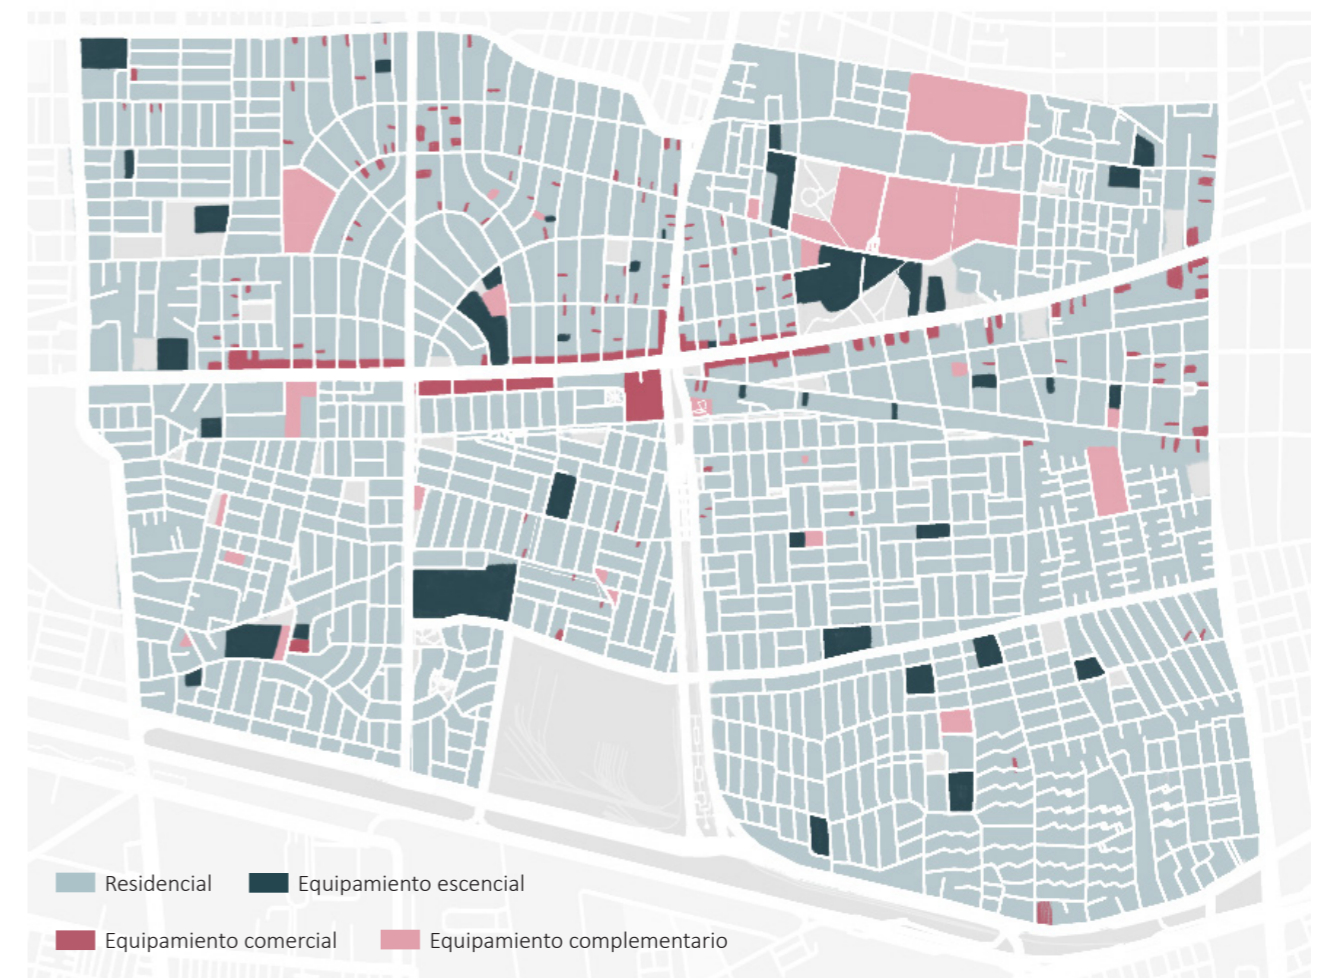 Residencial
Equipamiento escencial
Equipamiento comercial
Equipamiento complementario